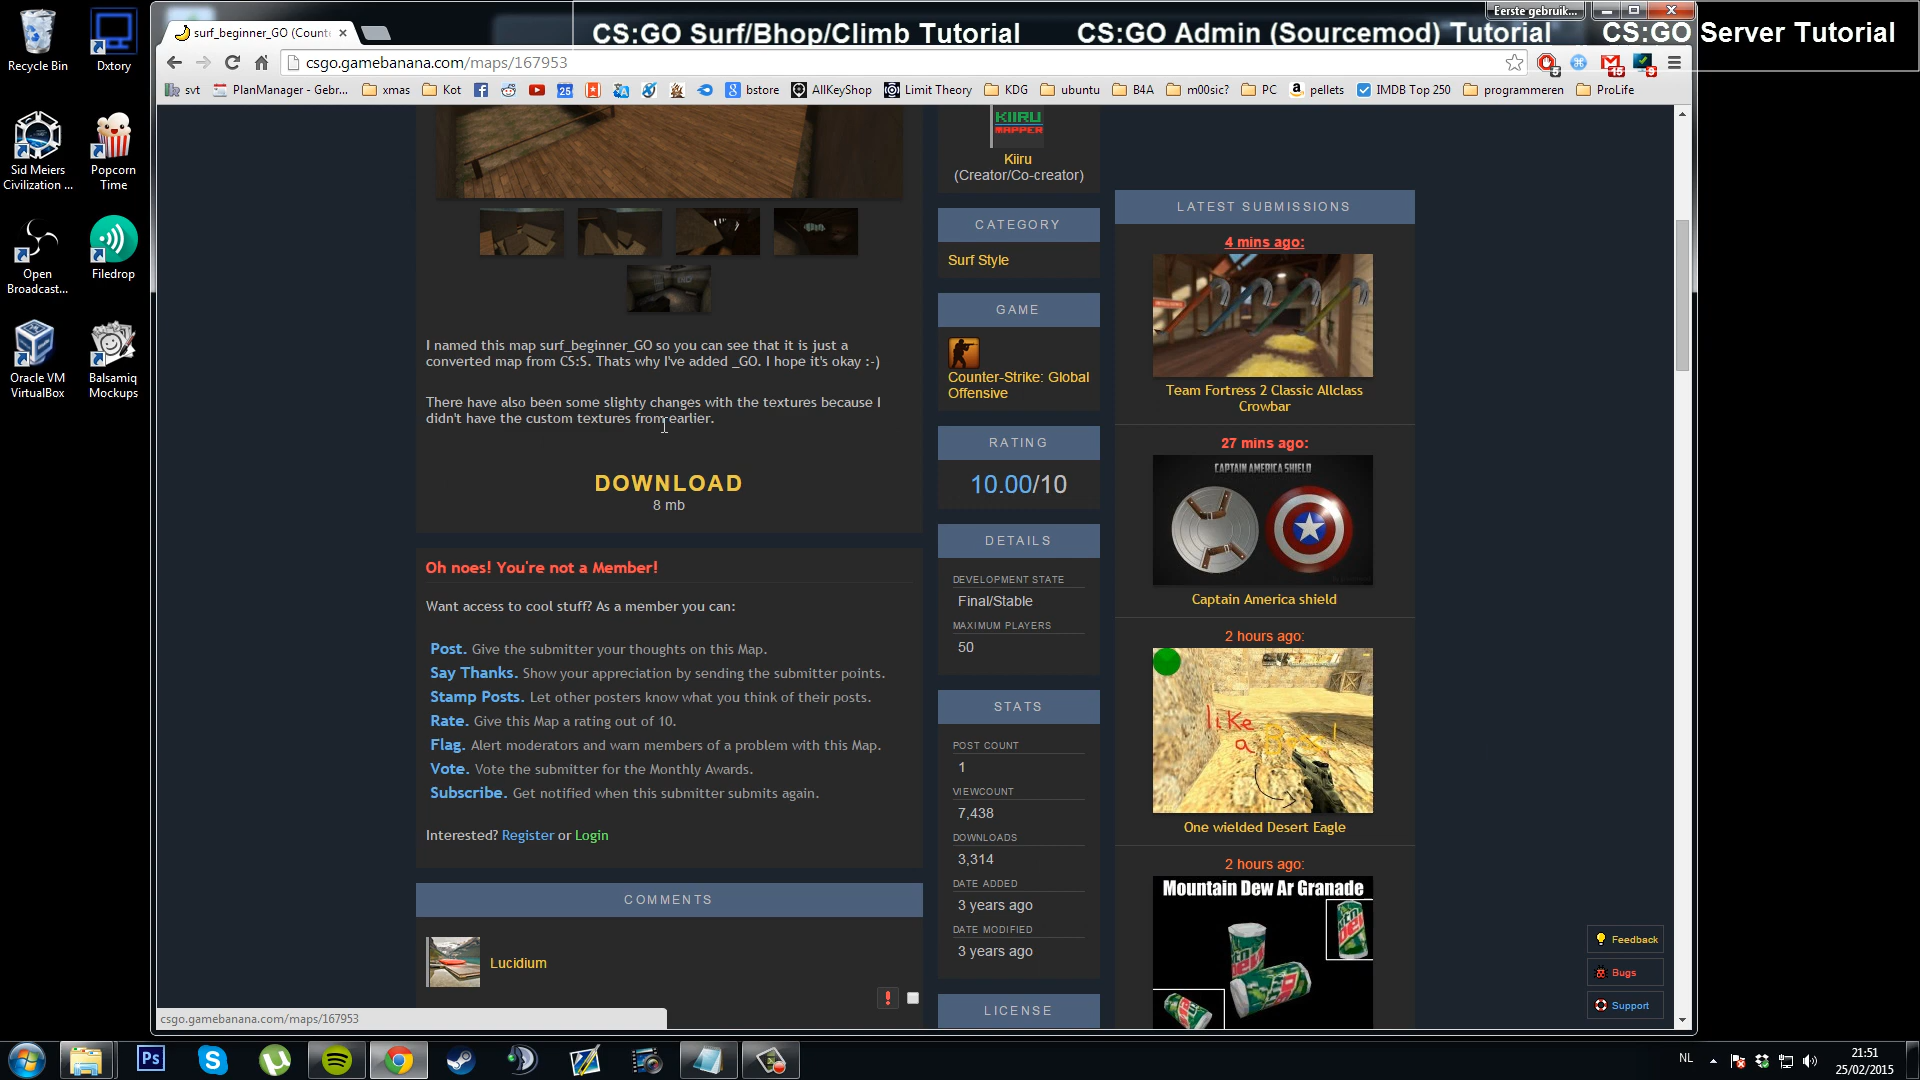 CS:GO Surf/Bhop/Climb Tutorial
CS:GO Admin (Sourcemod) Tutorial
CS:GO Server Tutorial
Eerste gebruik...
surf_beginner_GO (Count
csgo.gamebanana.com/maps/167953
svt
PlanManager - Gebr...
xmas
Kot
25
bstore
AllKeyShop
Limit Theory
KDG
ubuntu
B4A
m00sic?
PC
pellets
IMDB Top 250
programmeren
ProLife
Recycle Bin
Dxtory
Sid Meiers
Civilization ...
Popcorn
Time
Open
Broadcast...
Filedrop
Oracle VM
VirtualBox
Balsamiq
Mockups
I named this map surf_beginner_GO so you can see that it is just a
converted map from CS:S. Thats why I've added _GO. I hope it's okay :-)
There have also been some slighty changes with the textures because I
didn't have the custom textures from earlier.
DOWNLOAD
8 mb
Oh noes! You're not a Member!
Want access to cool stuff? As a member you can:
Post. Give the submitter your thoughts on this Map.
Say Thanks. Show your appreciation by sending the submitter points.
Stamp Posts. Let other posters know what you think of their posts.
Rate. Give this Map a rating out of 10.
Flag. Alert moderators and warn members of a problem with this Map.
Vote. Vote the submitter for the Monthly Awards.
Subscribe. Get notified when this submitter submits again.
Interested? Register or Login
COMMENTS
Lucidium
csgo.gamebanana.com/maps/167953
KIIRU
MAPPER
Kiiru
(Creator/Co-creator)
CATEGORY
Surf Style
GAME
Counter-Strike: Global
Offensive
RATING
10.00/10
DETAILS
DEVELOPMENT STATE
Final/Stable
MAXIMUM PLAYERS
50
STATS
POST COUNT
1
VIEWCOUNT
7,438
DOWNLOADS
3,314
DATE ADDED
3 years ago
DATE MODIFIED
3 years ago
LICENSE
LATEST SUBMISSIONS
4 mins ago:
Team Fortress 2 Classic Allclass
Crowbar
27 mins ago:
CAPTAIN AMERICA SHIELD
Captain America shield
2 hours ago:
like
a
One wielded Desert Eagle
2 hours ago:
Mountain Dew Ar Granade
Feedback
Bugs
Support
Ps
NL
21:51
25/02/2015